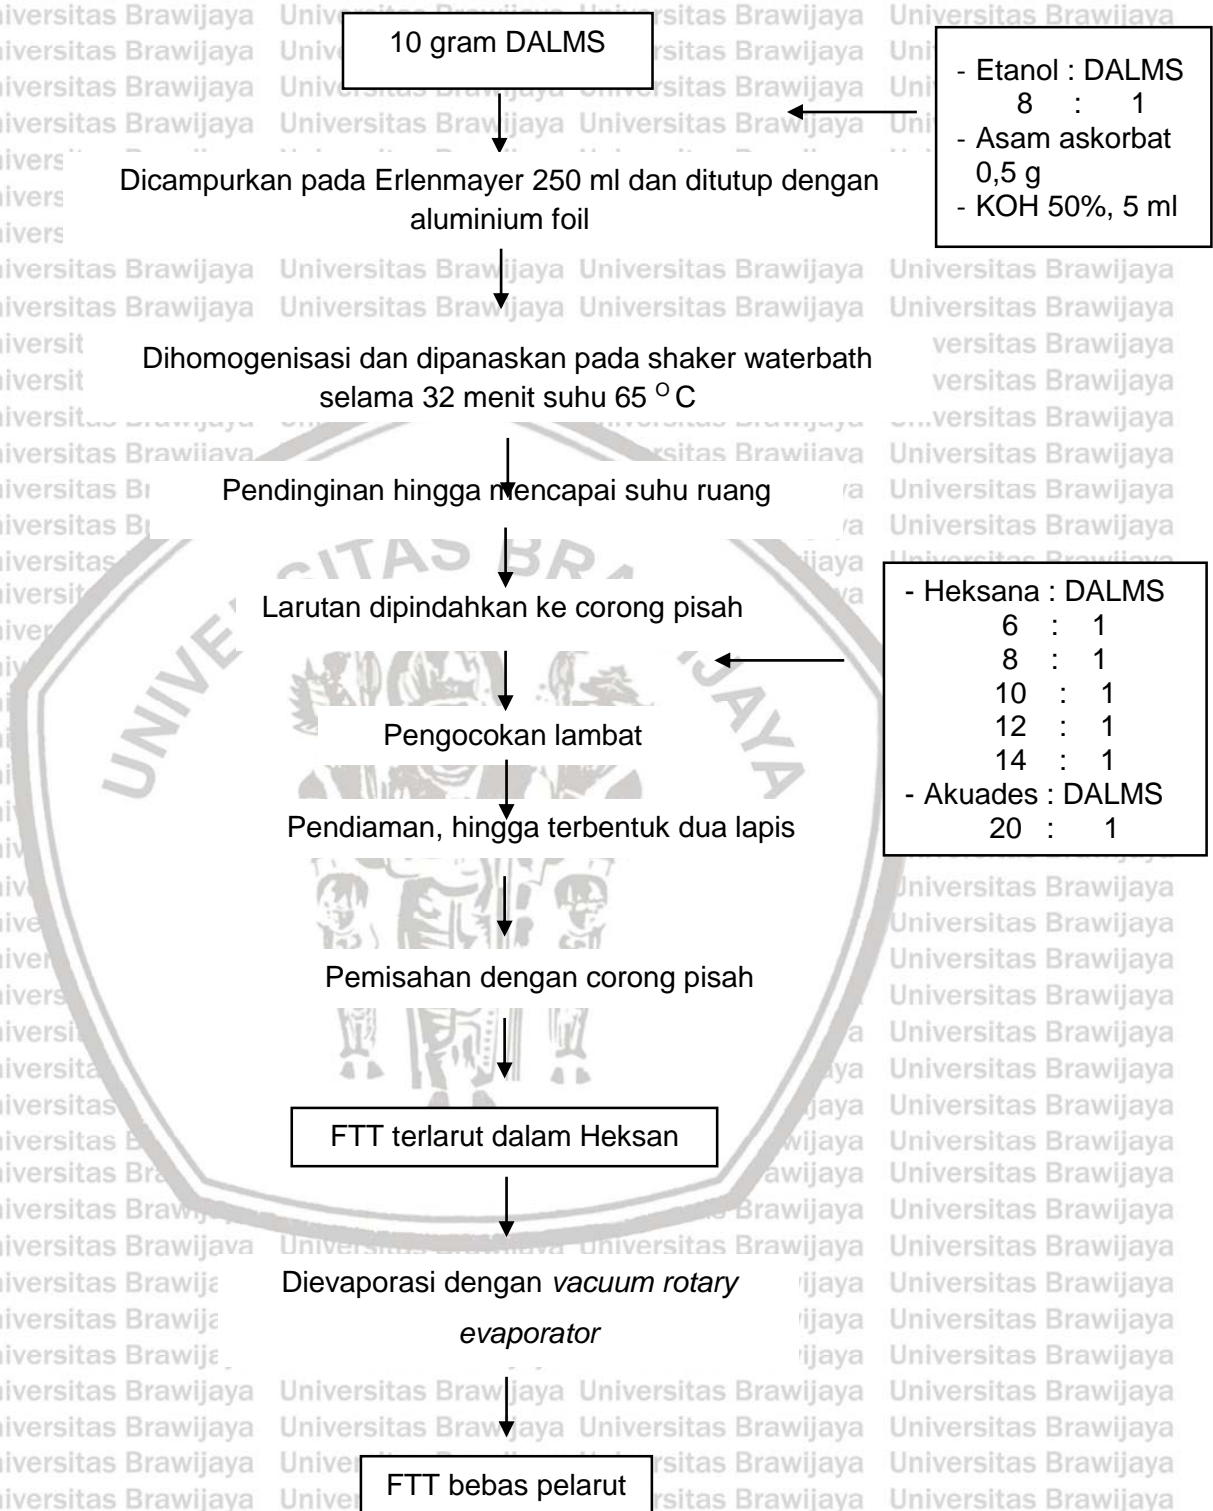 10 gram DALMS
- Etanol : DALMS
8 : 1
- Asam askorbat
0,5 g
- KOH 50%, 5 ml
Dicampurkan pada Erlenmayer 250 ml dan ditutup dengan
aluminium foil
Dihomogenisasi dan dipanaskan pada shaker waterbath
selama 32 menit suhu 65 ᴼ C
Pendinginan hingga mencapai suhu ruang
Larutan dipindahkan ke corong pisah
- Heksana : DALMS
6 : 1
8 : 1
10 : 1
12 : 1
14 : 1
- Akuades : DALMS
20 : 1
Pengocokan lambat
Pendiaman, hingga terbentuk dua lapis
Pemisahan dengan corong pisah
FTT terlarut dalam Heksan
Dievaporasi dengan vacuum rotary
evaporator
FTT bebas pelarut